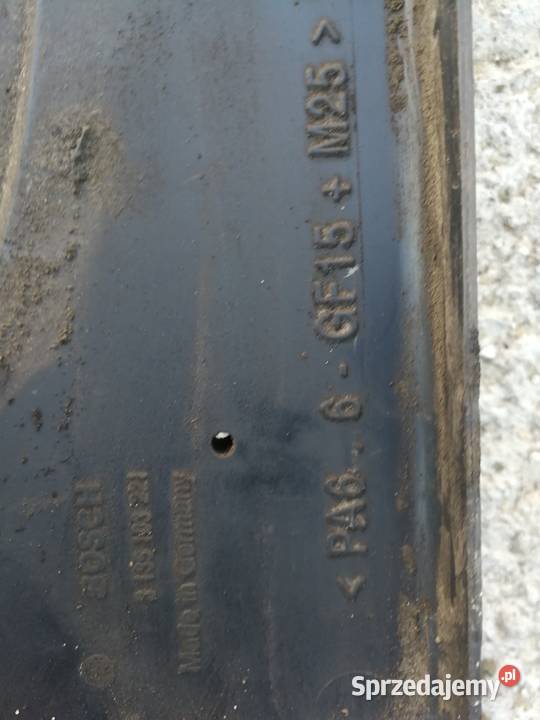 BOSCH
Made in Germany
< PA6 . 6 - GF15 + M25 >
Sprzedajemy.pl